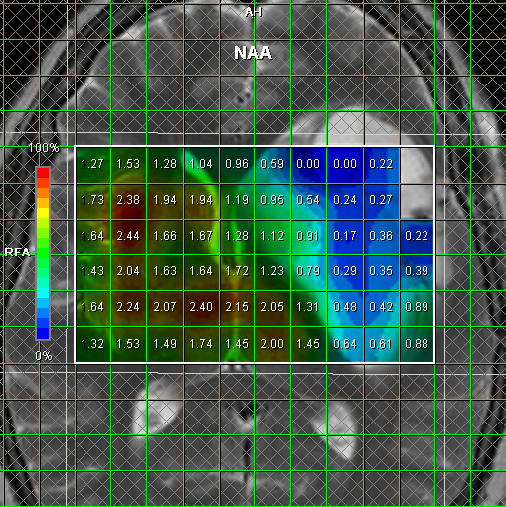 AH
NAA
100%
1.27 1.53 1.28 1.04 0.96 0.59 0.00 0.00 0.22
1.73 2.38 1.94 1.94 1.19 0.95 0.54 0.24 0.27
1.64 2.44 1.66 1.67 1.28 1.12 0.91 0.17 0.36 0.22
RFA
1.43 2.04 1.63 1.64 1.72 1.23 0.79 0.29 0.35 0.39
1.64 2.24 2.07 2.40 2.15 2.05 1.31 0.48 0.42 0.89
1.32 1.53 1.49 1.74 1.45 2.00 1.45 0.64 0.61 0.88
0%